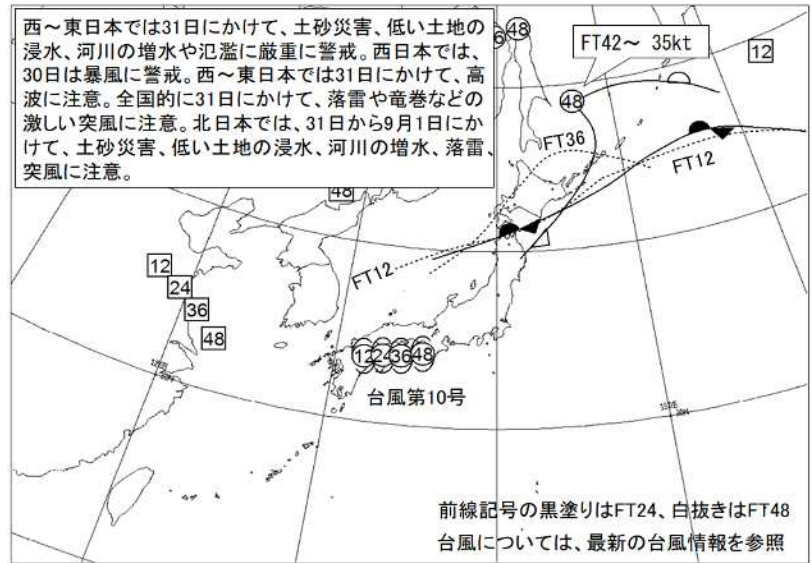 西～東日本では31日にかけて、土砂災害、低い土地の
浸水、河川の増水や氾濫に厳重に警戒。西日本では、
30日は暴風に警戒。西～東日本では31日にかけて、高
波に注意。全国的に31日にかけて、落雷や竜巻などの
激しい突風に注意。北日本では、31日から9月1日にか
けて、土砂災害、低い土地の浸水、河川の増水、落雷、
突風に注意。
48
FT42～ 35kt
12
48
FT36
FT12
48
FT12
12
24
36
48
12 24 36 48
台風第10号
前線記号の黒塗りはFT24、白抜きはFT48
台風については、最新の台風情報を参照